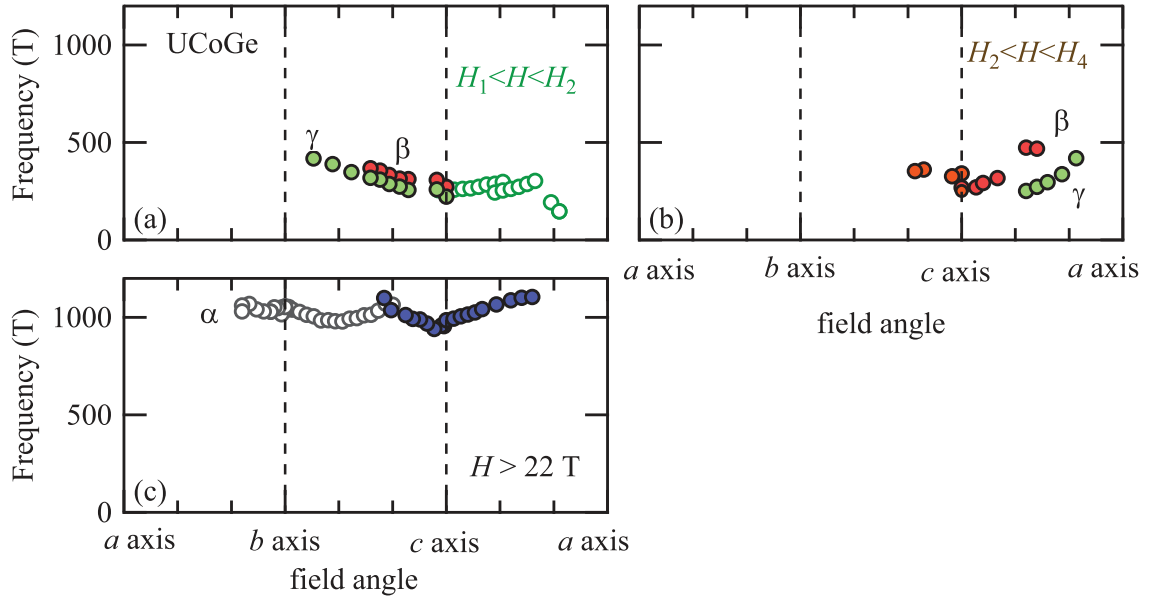 Frequency (T)
1000
500
0
UCoGe
H₁<H<H₂
γ
β
(a)
Frequency (T)
1000
500
0
α
H > 22 T
(c)
a axis
b axis
c axis
a axis
field angle
H₂<H<H₄
β
γ
(b)
a axis
b axis
c axis
a axis
field angle